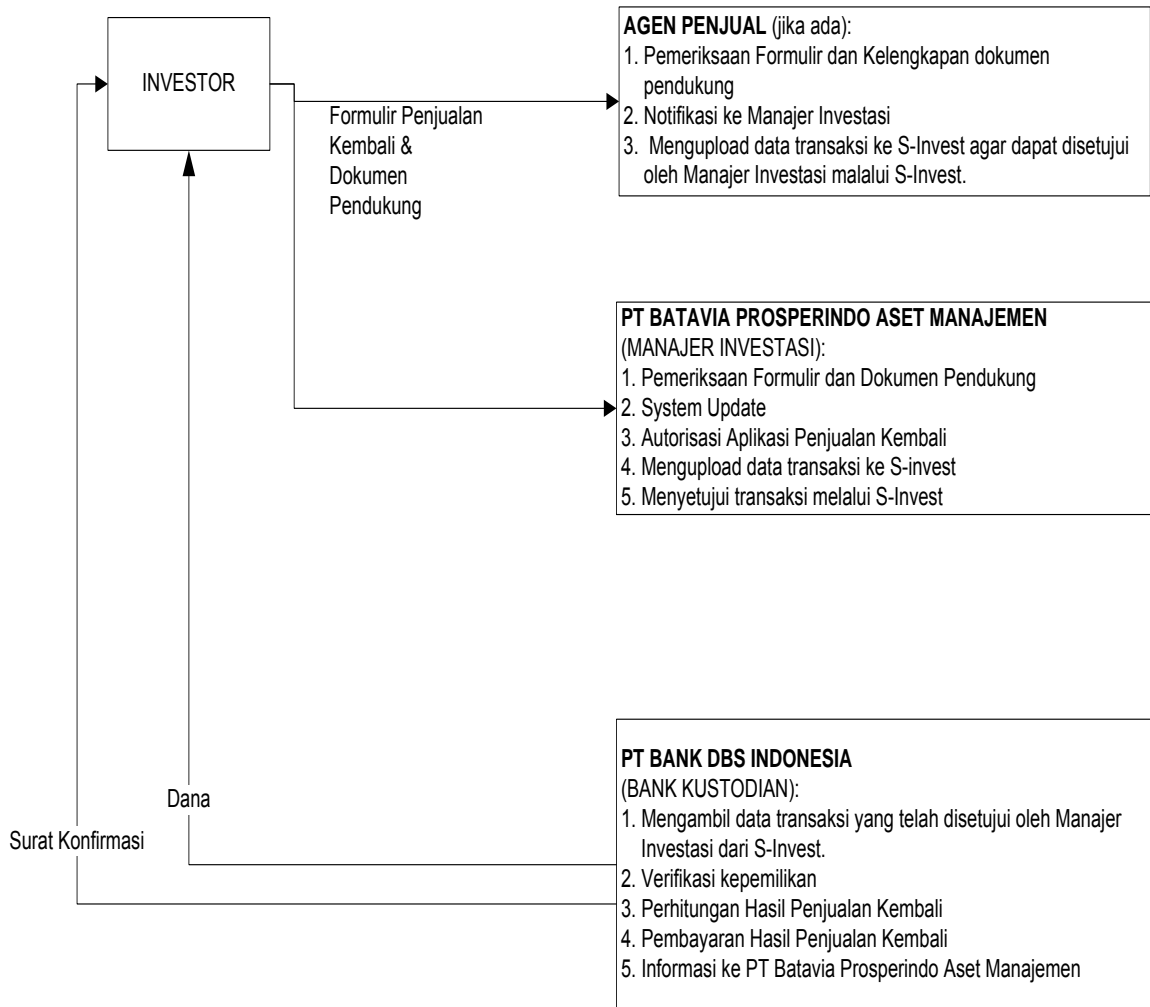 INVESTOR
Formulir Penjualan
Kembali &
Dokumen
Pendukung
AGEN PENJUAL (jika ada):
1. Pemeriksaan Formulir dan Kelengkapan dokumen
pendukung
2. Notifikasi ke Manajer Investasi
3. Mengupload data transaksi ke S-Invest agar dapat disetujui
oleh Manajer Investasi malalui S-Invest.
PT BATAVIA PROSPERINDO ASET MANAJEMEN
(MANAJER INVESTASI):
1. Pemeriksaan Formulir dan Dokumen Pendukung
2. System Update
3. Autorisasi Aplikasi Penjualan Kembali
4. Mengupload data transaksi ke S-invest
5. Menyetujui transaksi melalui S-Invest
Dana
Surat Konfirmasi
PT BANK DBS INDONESIA
(BANK KUSTODIAN):
1. Mengambil data transaksi yang telah disetujui oleh Manajer
Investasi dari S-Invest.
2. Verifikasi kepemilikan
3. Perhitungan Hasil Penjualan Kembali
4. Pembayaran Hasil Penjualan Kembali
5. Informasi ke PT Batavia Prosperindo Aset Manajemen